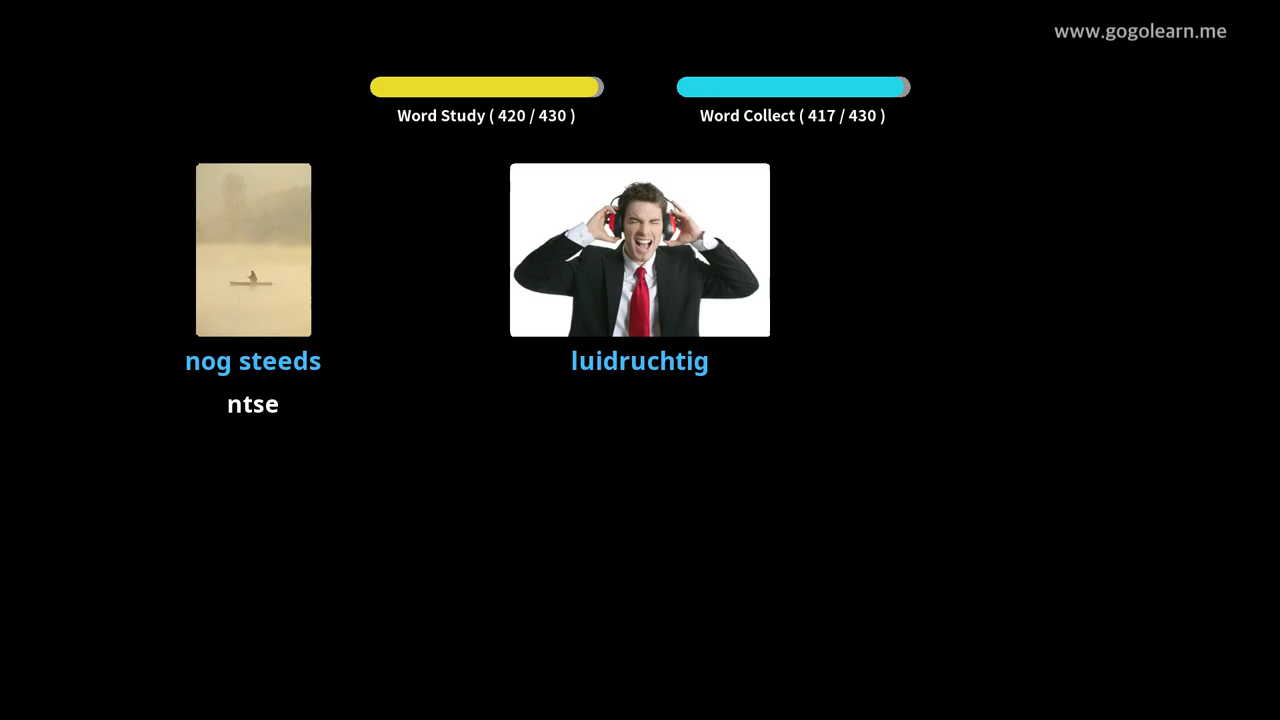 www.gogolearn.me
Word Study ( 420 / 430 )
Word Collect ( 417 / 430 )
nog steeds
luidruchtig
ntse